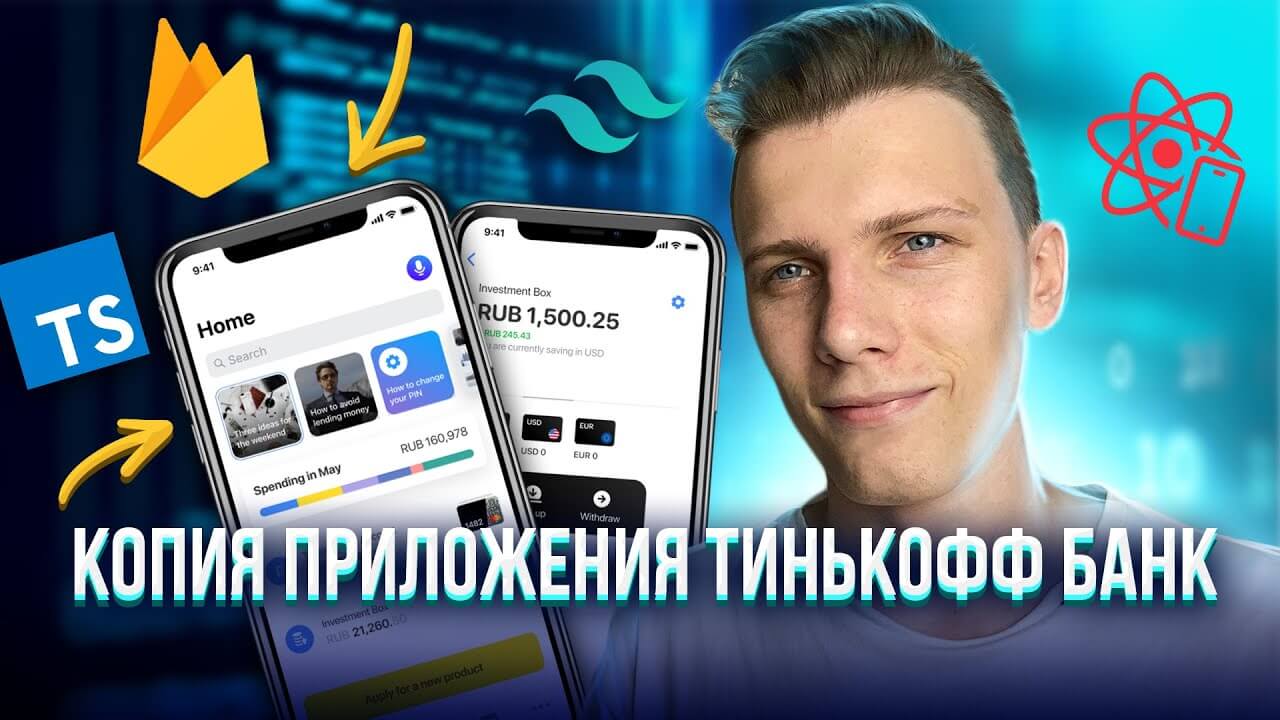 TS
9:41
Home
Search
Three ideas for
the weekend
How to avoid
lending money
How to change
your PIN
Spending in May
RUB 160,978
1482
Investment Box
RUB 21,260.50
Apply for a new product
9:41
Investment Box
RUB 1,500.25
RUB 245.43
are currently saving in USD
USD
EUR
USD 0
EUR 0
up
Withdraw
КОПИЯ ПРИЛОЖЕНИЯ ТИНЬКОФФ БАНК